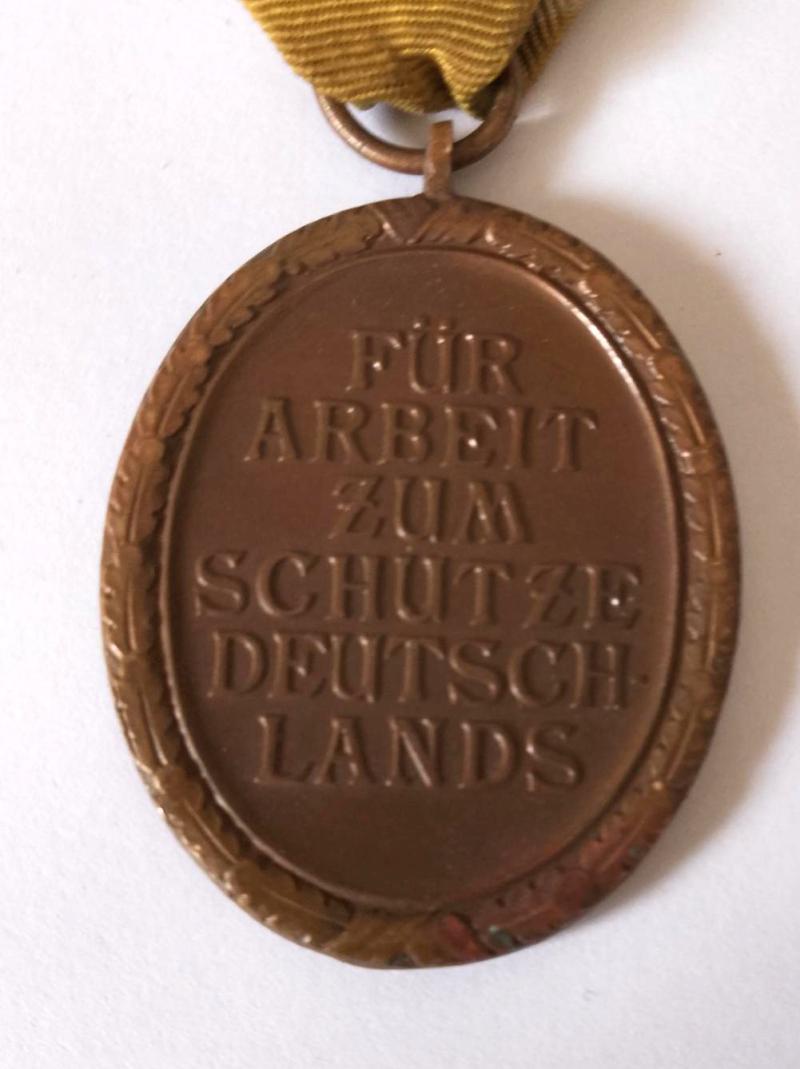 FÜR
ARBEIT
ZUM
SCHUTZE
DEUTSCH-
LANDS